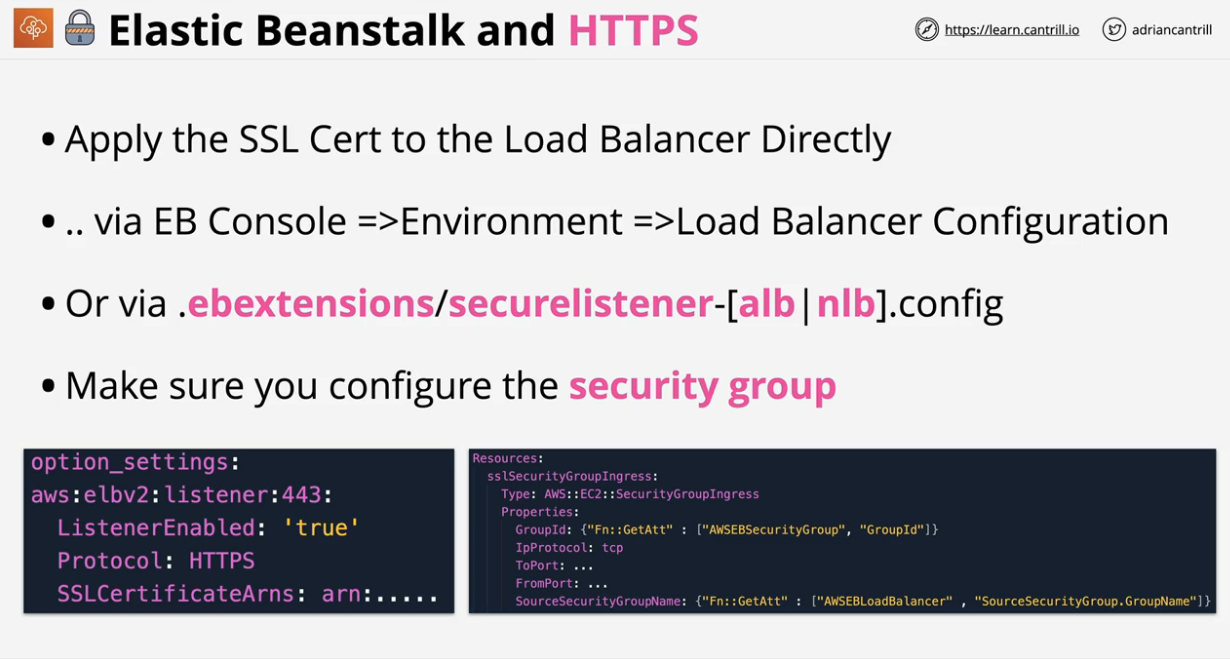 Elastic Beanstalk and HTTPS
https://learn.cantrill.io
adriancantrill
• Apply the SSL Cert to the Load Balancer Directly
• .. via EB Console =>Environment =>Load Balancer Configuration
• Or via .ebextensions/securelistener-[alb|nlb].config
• Make sure you configure the security group
option_settings:
aws:elbv2:listener:443:
  ListenerEnabled: 'true'
  Protocol: HTTPS
  SSLCertificateArns: arn:.....
Resources:
  sslSecurityGroupIngress:
    Type: AWS::EC2::SecurityGroupIngress
    Properties:
      GroupId: {"Fn::GetAtt" : ["AWSEBSecurityGroup", "GroupId"]}
      IpProtocol: tcp
      ToPort: ...
      FromPort: ...
      SourceSecurityGroupName: {"Fn::GetAtt" : ["AWSEBLoadBalancer" , "SourceSecurityGroup.GroupName"]}